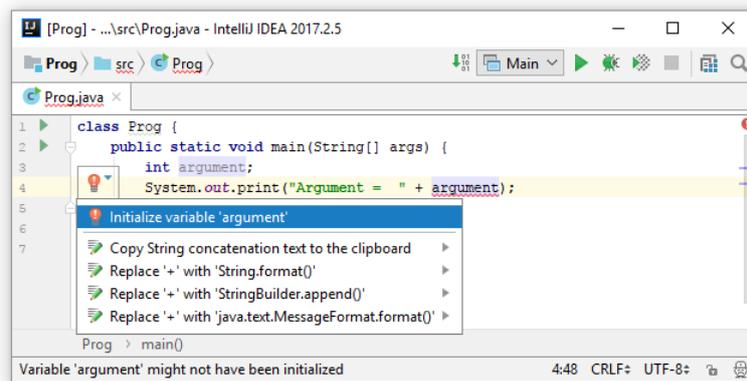 [Prog] - ...\src\Prog.java - IntelliJ IDEA 2017.2.5
Prog src Prog Main
Prog.java
1 class Prog {
2 public static void main(String[] args) {
3 int argument;
4 System.out.print("Argument =  " + argument);
5
Initialize variable 'argument'
6
Copy String concatenation text to the clipboard
7
Replace '+' with 'String.format()'
Replace '+' with 'StringBuilder.append()'
Replace '+' with 'java.text.MessageFormat.format()'
Prog main()
Variable 'argument' might not have been initialized 4:48 CRLF UTF-8